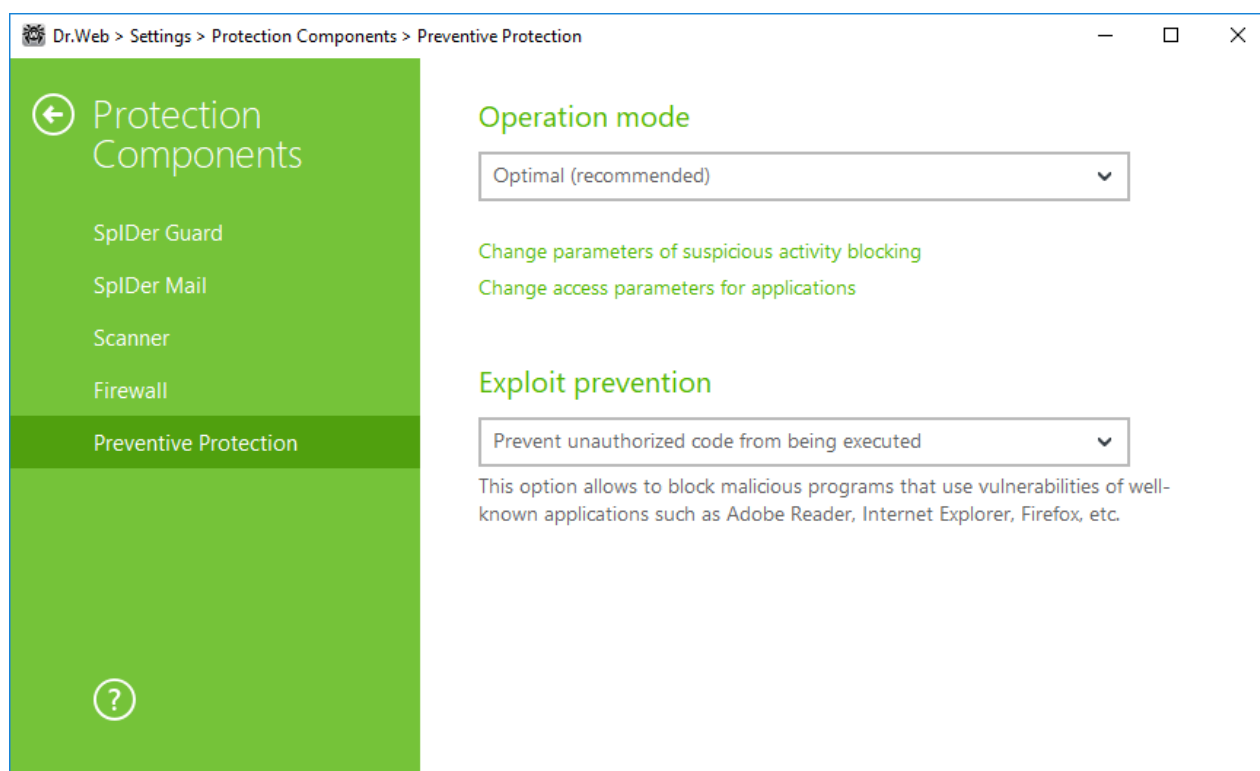 Dr.Web > Settings > Protection Components > Preventive Protection
Protection
Components
SpIDer Guard
SpIDer Mail
Scanner
Firewall
Preventive Protection
?
Operation mode
Optimal (recommended)
Change parameters of suspicious activity blocking
Change access parameters for applications
Exploit prevention
Prevent unauthorized code from being executed
This option allows to block malicious programs that use vulnerabilities of well-
known applications such as Adobe Reader, Internet Explorer, Firefox, etc.